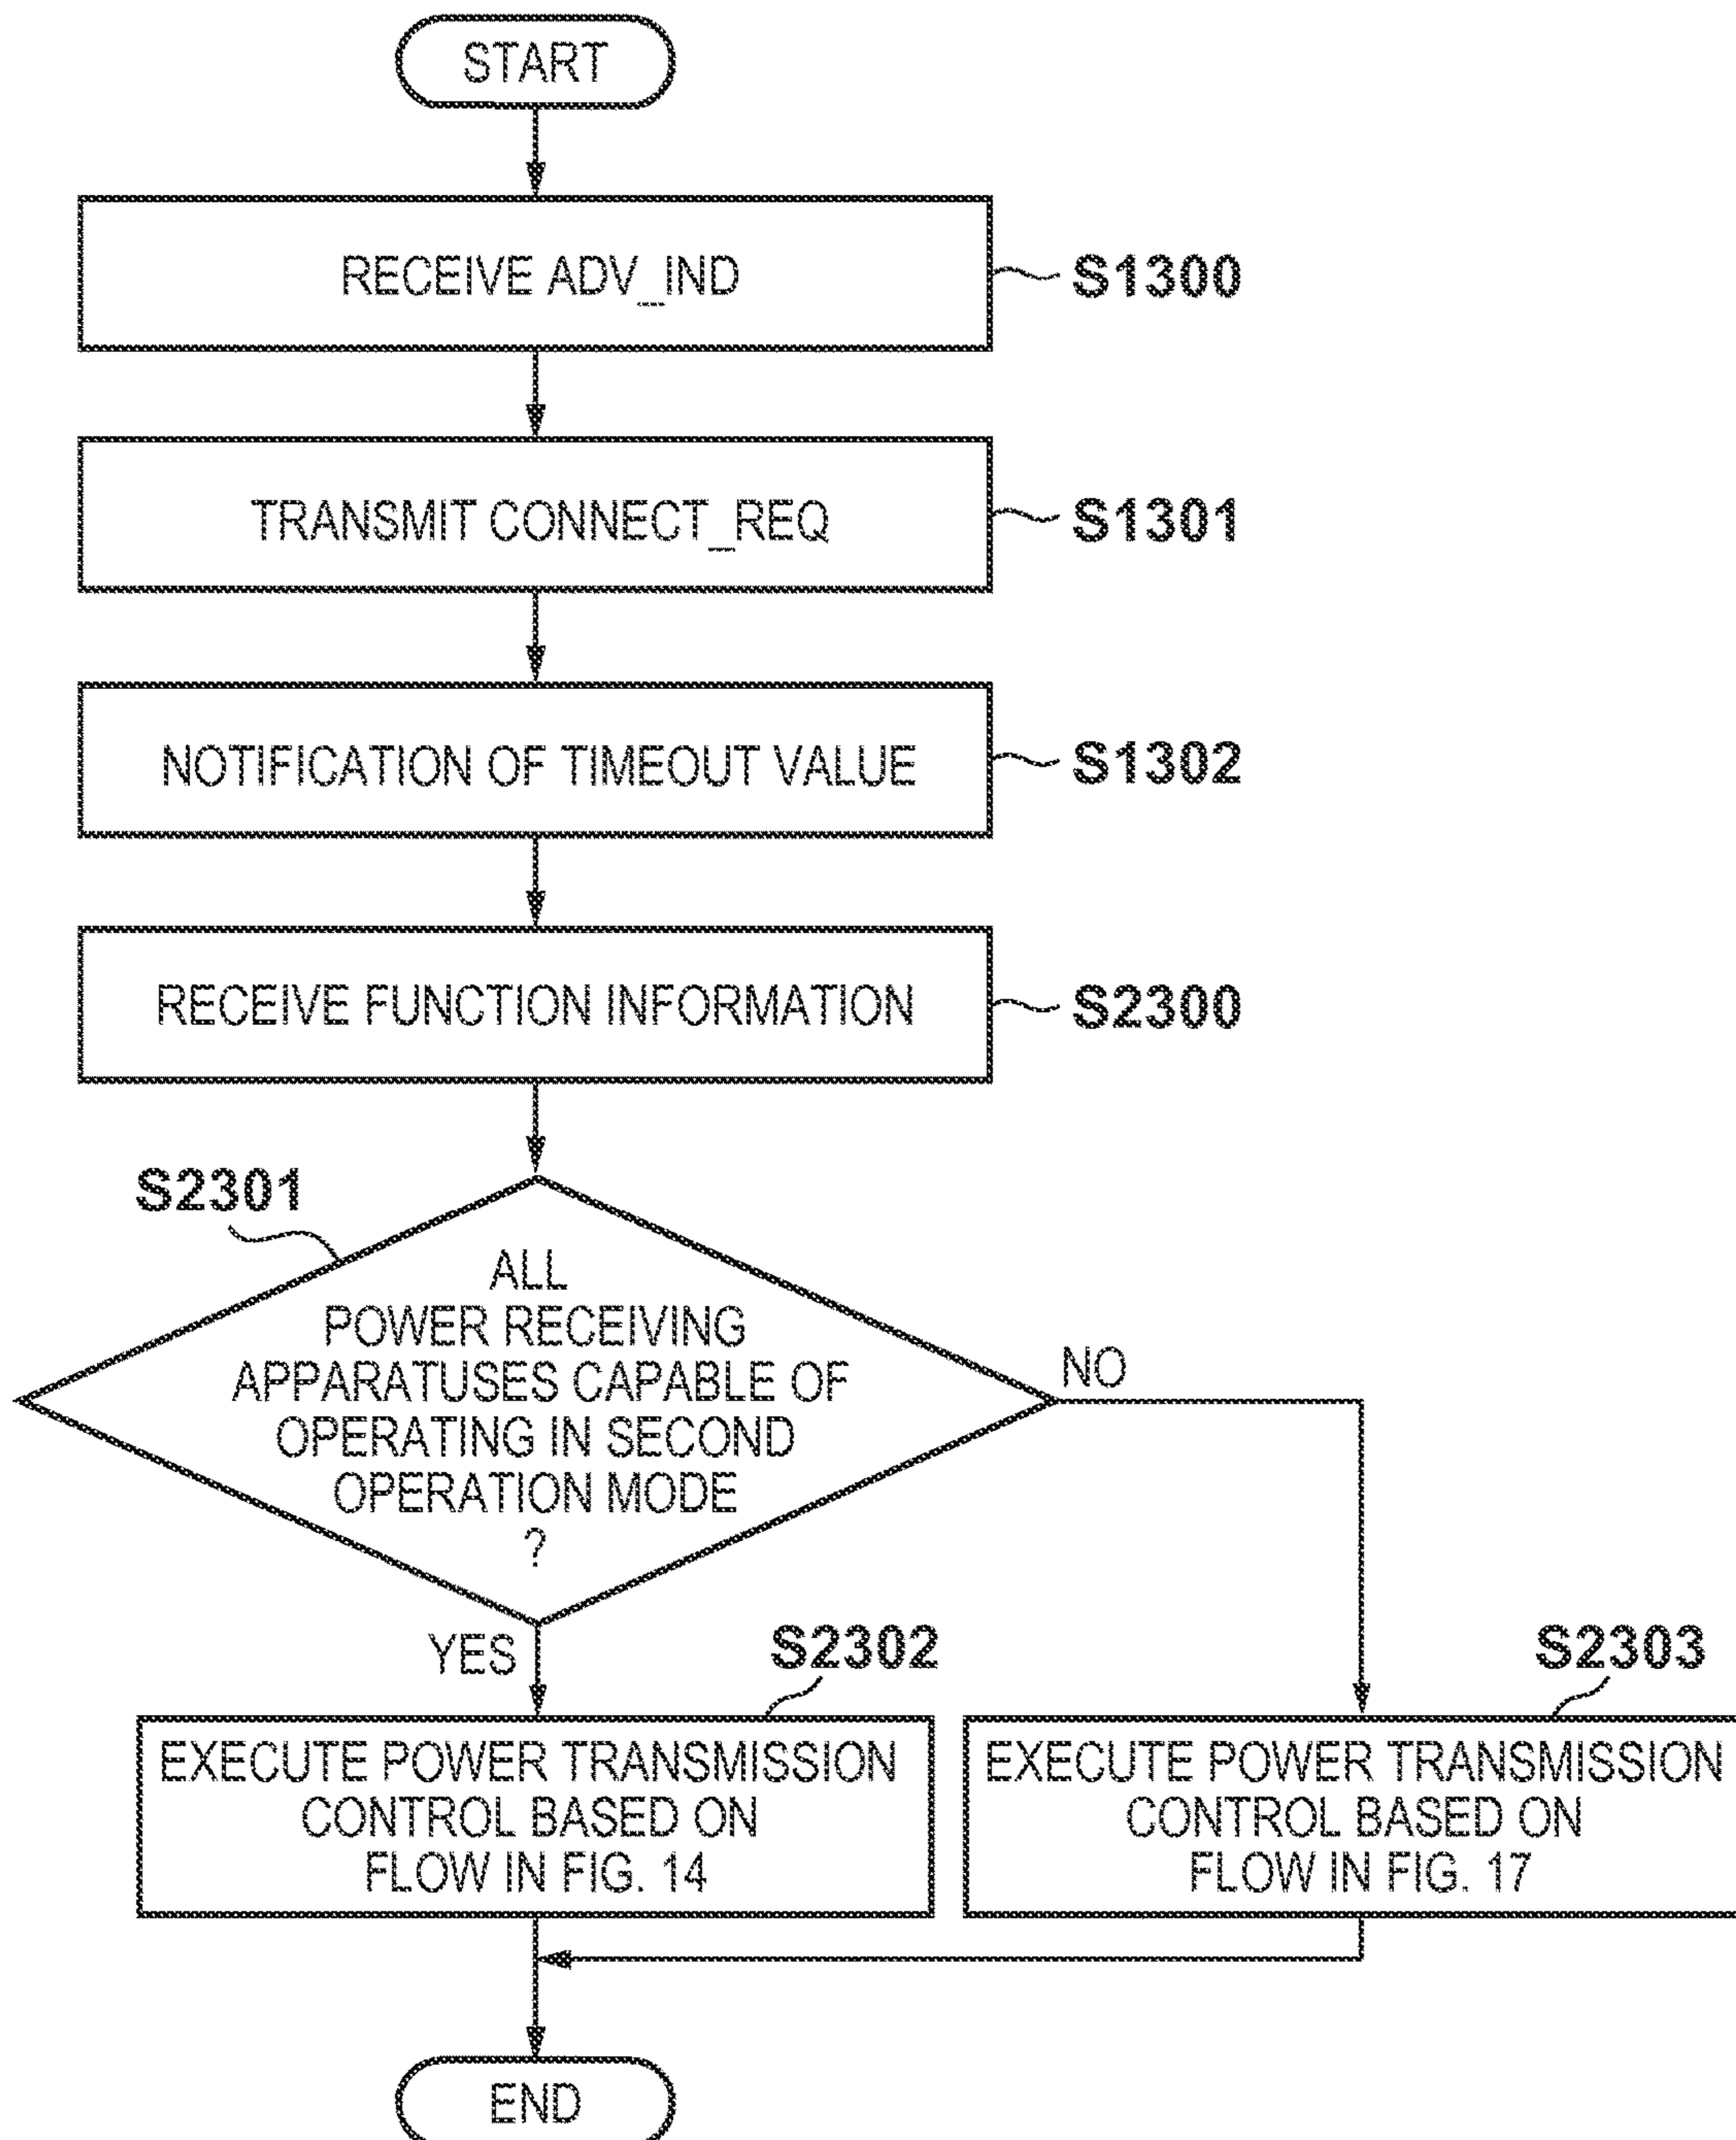 START
RECEIVE ADV_IND
S1300
TRANSMIT CONNECT_REQ
S1301
NOTIFICATION OF TIMEOUT VALUE
S1302
RECEIVE FUNCTION INFORMATION
S2300
S2301
ALL
POWER RECEIVING
APPARATUSES CAPABLE OF
OPERATING IN SECOND
OPERATION MODE
?
NO
YES
S2302
EXECUTE POWER TRANSMISSION
CONTROL BASED ON
FLOW IN FIG. 14
S2303
EXECUTE POWER TRANSMISSION
CONTROL BASED ON
FLOW IN FIG. 17
END